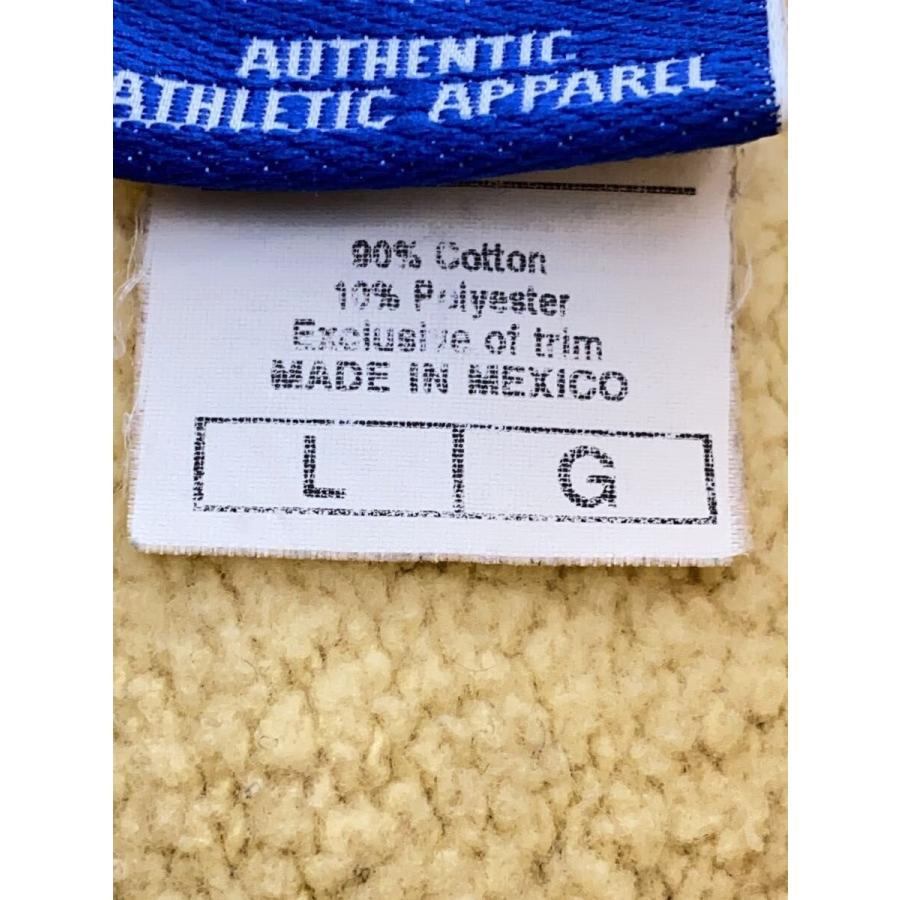 AUTHENTIC
ATHLETIC APPAREL
90% Cotton
10% Polyester
Exclusive of trim
MADE IN MEXICO
L G